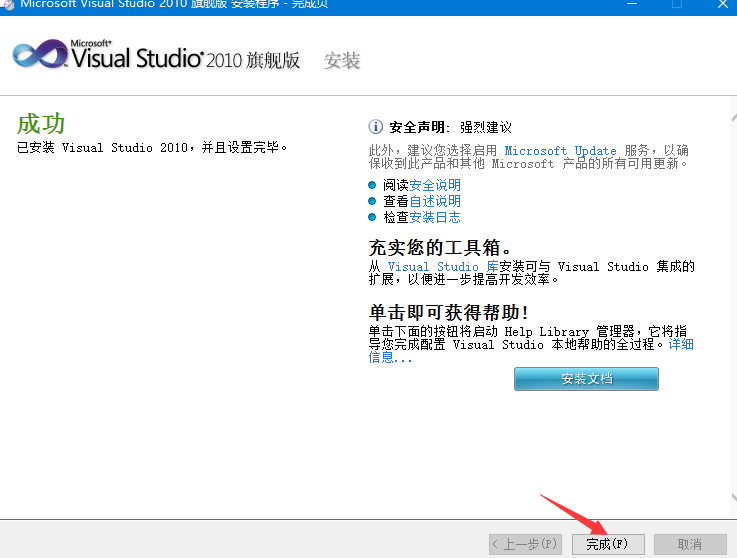 Microsoft Visual Studio 2010 旗舰版 安装程序 - 完成页
Microsoft®
Visual Studio® 2010 旗舰版 安装
成功
已安装 Visual Studio 2010，并且设置完毕。
安全声明: 强烈建议
此外，建议您选择启用 Microsoft Update 服务，以确
保收到此产品和其他 Microsoft 产品的所有可用更新。
阅读安全说明
查看自述说明
检查安装日志
充实您的工具箱。
从 Visual Studio 库安装可与 Visual Studio 集成的
扩展，以便进一步提高开发效率。
单击即可获得帮助!
单击下面的按钮将启动 Help Library 管理器，它将指
导您完成配置 Visual Studio 本地帮助的全过程。详细
信息...
安装文档
< 上一步(P)
完成(F)
取消